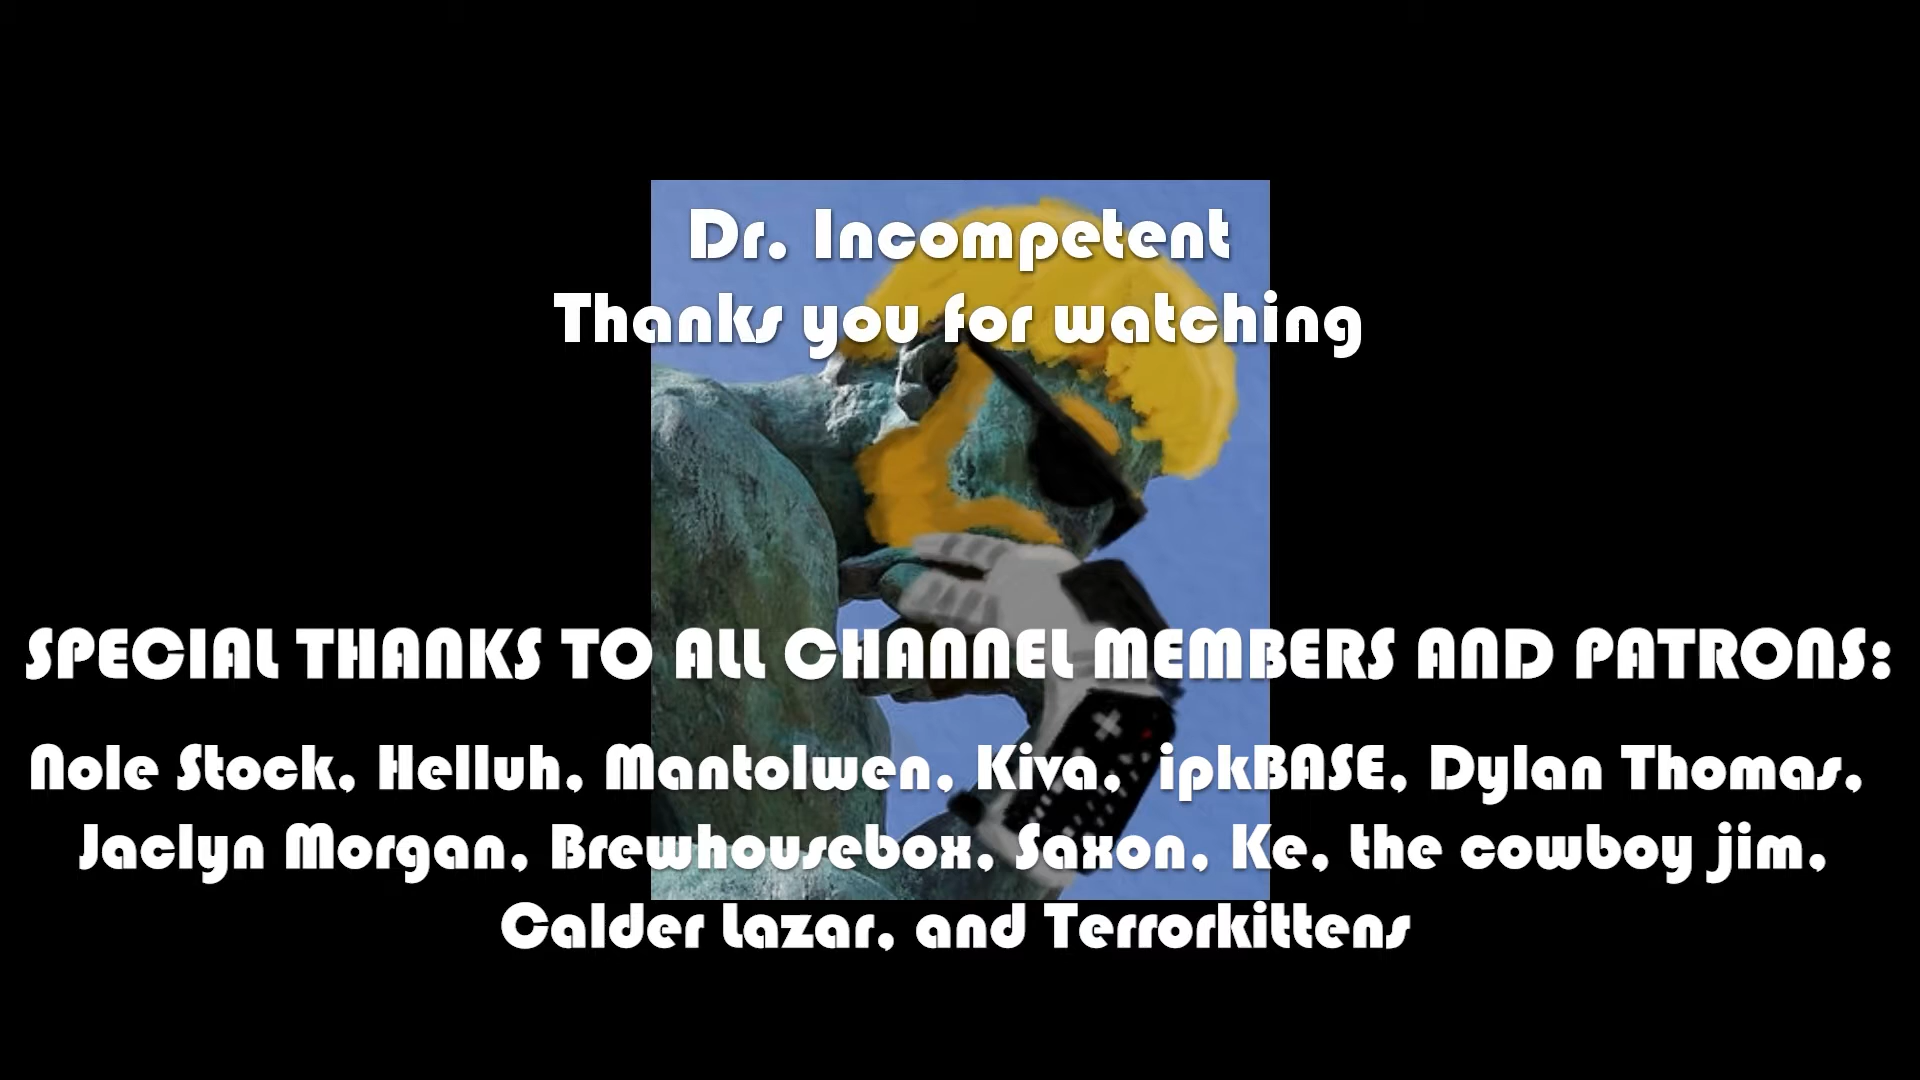 Dr. Incompetent
Thanks you for watching
SPECIAL THANKS TO ALL CHANNEL MEMBERS AND PATRONS:
Nole Stock, Helluh, Mantolwen, Kiva,  ipkBASE, Dylan Thomas,
Jaclyn Morgan, Brewhousebox, Saxon, Ke, the cowboy jim,
Calder Lazar, and Terrorkittens